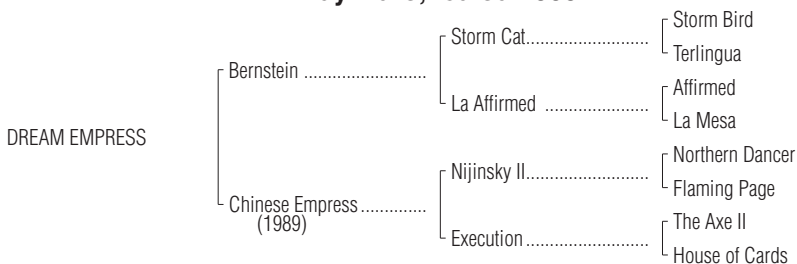 Storm Bird
Storm Cat
Terlingua
Bernstein
Affirmed
La Affirmed
La Mesa
DREAM EMPRESS
Northern Dancer
Nijinsky II
Flaming Page
Chinese Empress
(1989)
The Axe II
Execution
House of Cards